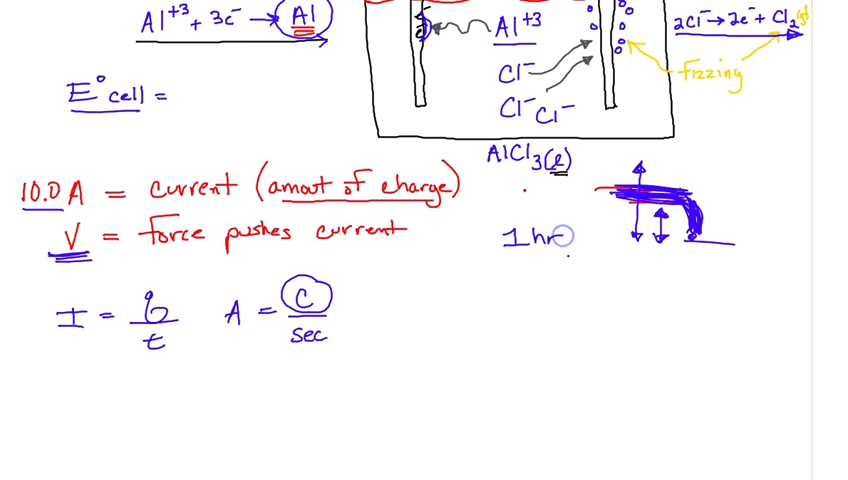 Al+3 + 3e- → Al
Al+3
2Cl- → 2e- + Cl2(g)
Cl-
Fizzing
Cl- Cl-
E° cell =
AlCl3(l)
10.0 A = current (amout of charge)
V = force pushes current
1 hr
I = q/t A = C/sec